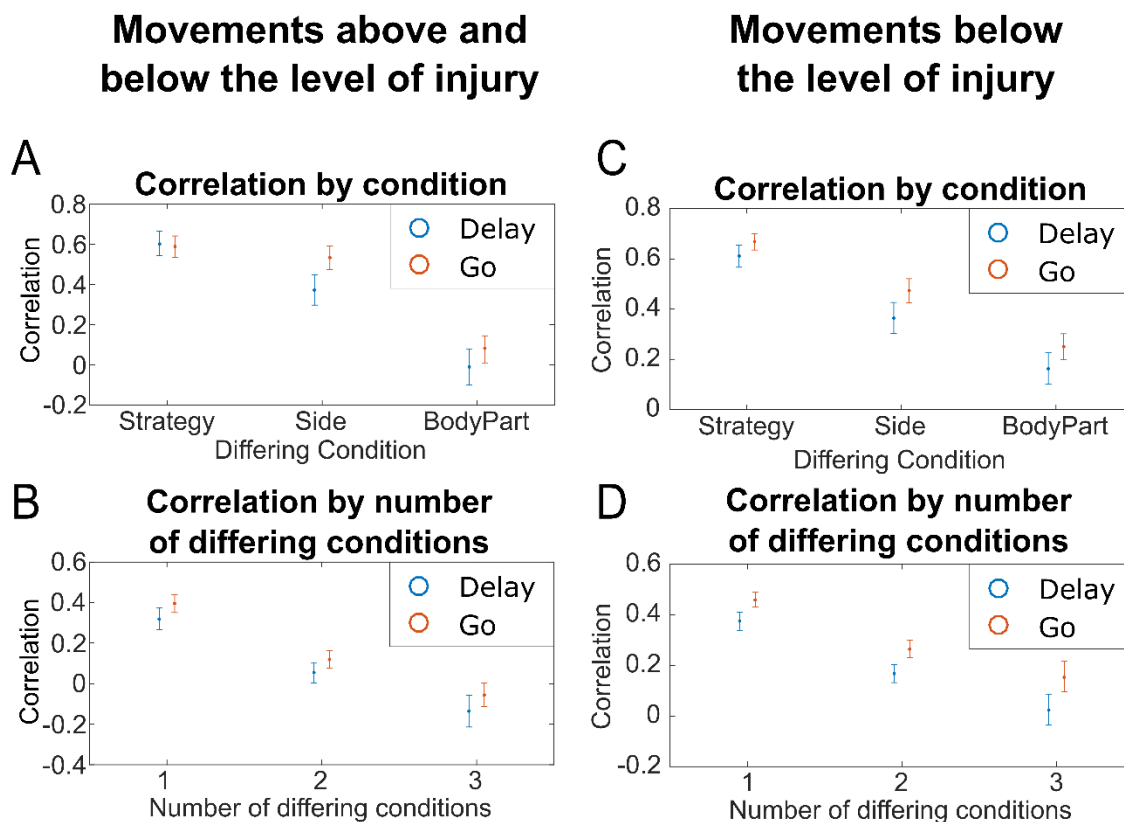 Movements above and
below the level of injury
Movements below
the level of injury
A
Correlation by condition
0.8
0.6
0.4
0.2
0
-0.2
Correlation
Delay
Go
Strategy
Side
BodyPart
Differing Condition
C
Correlation by condition
0.8
0.6
0.4
0.2
0
Correlation
Delay
Go
Strategy
Side
BodyPart
Differing Condition
B
Correlation by number
of differing conditions
0.6
0.4
0.2
0
-0.2
-0.4
Correlation
Delay
Go
1
2
3
Number of differing conditions
D
Correlation by number
of differing conditions
0.6
0.4
0.2
0
-0.2
Correlation
Delay
Go
1
2
3
Number of differing conditions